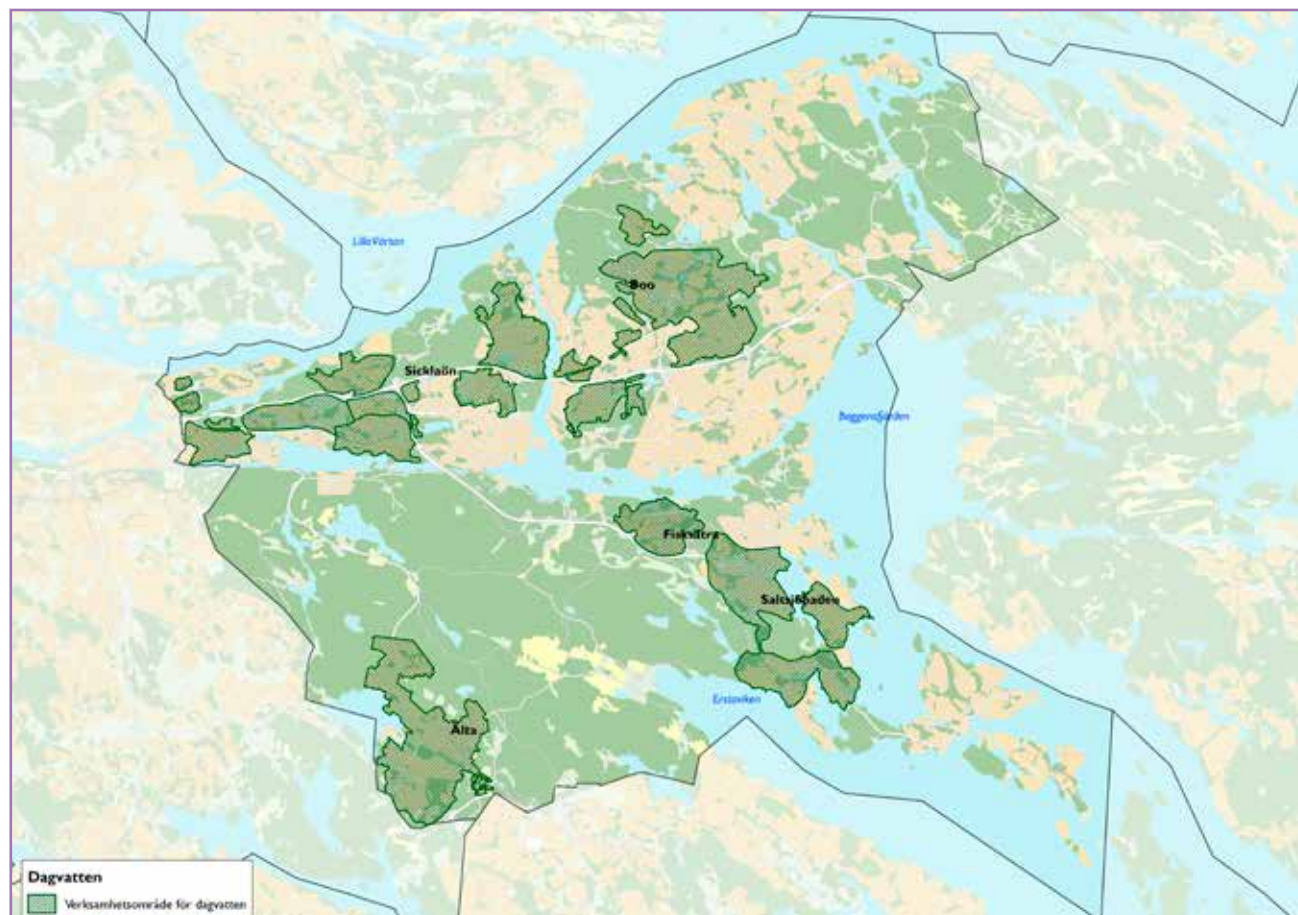 Lilla Värtan
Boo
Sicklaön
Baggensfjärden
Fisksätra
Saltsjöbaden
Erstaviken
Älta
Dagvatten
Verksamhetsområde för dagvatten